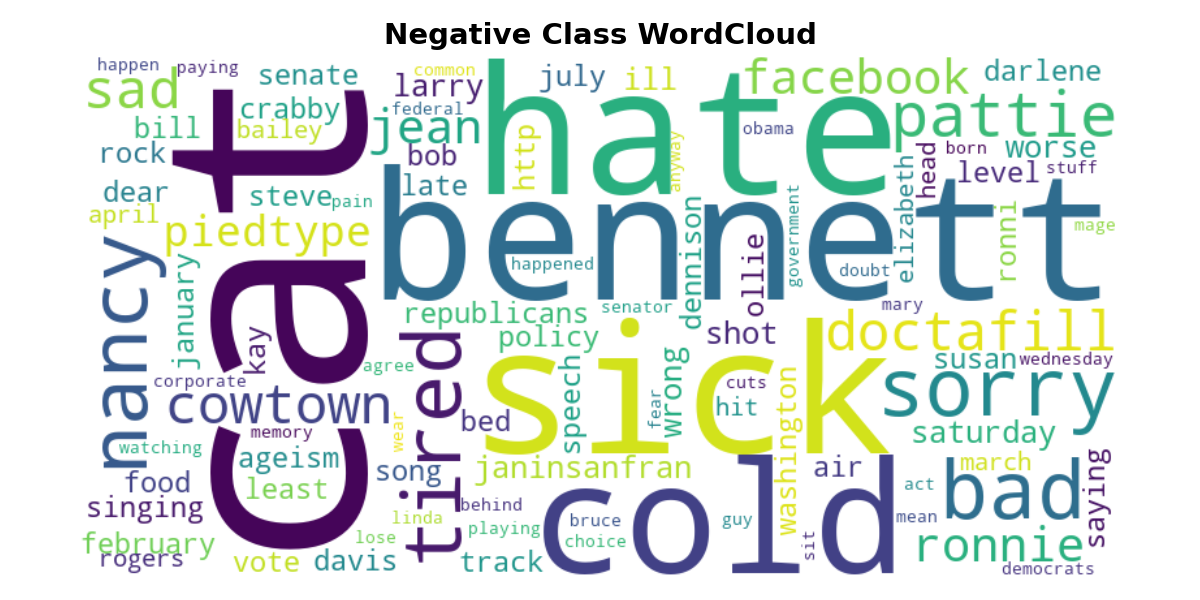 Negative Class WordCloud
happen
paying
senate
common
july
ill
facebook
darlene
sad
larry
hate
crabby
federal
pattie
bill
bailey
jean
http
anyway
obama
head
born
worse
rock
bob
level
stuff
cat
late
dear
steve
pain
bennett
government
elizabeth
ronni
mage
april
piedtype
dennison
ollie
nancy
january
happened
doubt
kay
republicans
senator
mary
doctafill
policy
shot
tired
sick
susan
wednesday
agree
corporate
speech
wrong
cuts
sorry
cowtown
fear
hit
washington
bed
memory
wear
saturday
watching
ageism
song
janinsanfran
air
march
saying
food
least
act
bad
singing
behind
cold
linda
playing
bruce
guy
mean
february
lose
choice
sit
ronnie
rogers
vote
davis
track
democrats